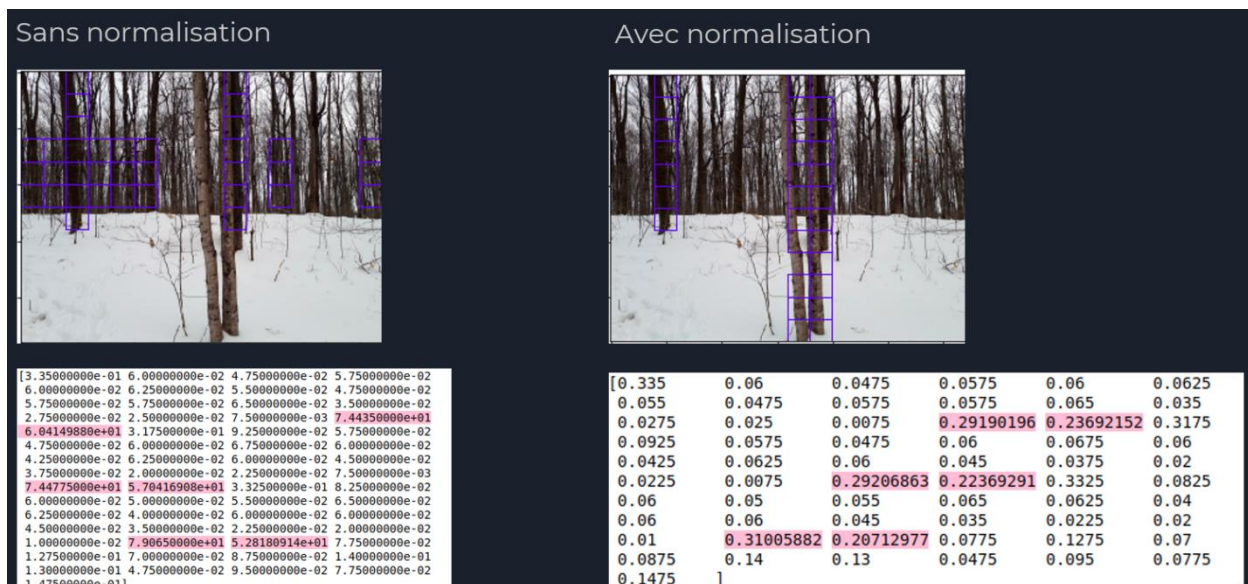 Sans normalisation
Avec normalisation
[3.35000000e-01 6.00000000e-02 4.75000000e-02 5.75000000e-02
6.00000000e-02 6.25000000e-02 5.50000000e-02 4.75000000e-02
5.75000000e-02 5.75000000e-02 6.50000000e-02 3.50000000e-02
2.75000000e-02 2.50000000e-02 7.50000000e-03 7.44350000e+01
6.04149880e+01 3.17500000e-01 9.25000000e-02 5.75000000e-02
4.75000000e-02 6.00000000e-02 6.75000000e-02 6.00000000e-02
4.25000000e-02 6.25000000e-02 6.00000000e-02 4.50000000e-02
3.75000000e-02 2.00000000e-02 2.25000000e-02 7.50000000e-03
7.44775000e+01 5.70416908e+01 3.32500000e-01 8.25000000e-02
6.00000000e-02 5.00000000e-02 5.50000000e-02 6.50000000e-02
6.25000000e-02 4.00000000e-02 6.00000000e-02 6.00000000e-02
4.50000000e-02 3.50000000e-02 2.25000000e-02 2.00000000e-02
1.00000000e-02 7.90650000e+01 5.28180914e+01 7.75000000e-02
1.27500000e-01 7.00000000e-02 8.75000000e-02 1.40000000e-01
1.30000000e-01 4.75000000e-02 9.50000000e-02 7.75000000e-02
1.47500000e-01]
[0.335 0.06 0.0475 0.0575 0.06 0.0625
0.055 0.0475 0.0575 0.0575 0.065 0.035
0.0275 0.025 0.0075 0.29190196 0.23692152 0.3175
0.0925 0.0575 0.0475 0.06 0.0675 0.06
0.0425 0.0625 0.06 0.045 0.0375 0.02
0.0225 0.0075 0.29206863 0.22369291 0.3325 0.0825
0.06 0.05 0.055 0.065 0.0625 0.04
0.06 0.06 0.045 0.035 0.0225 0.02
0.01 0.31005882 0.20712977 0.0775 0.1275 0.07
0.0875 0.14 0.13 0.0475 0.095 0.0775
0.1475 ]